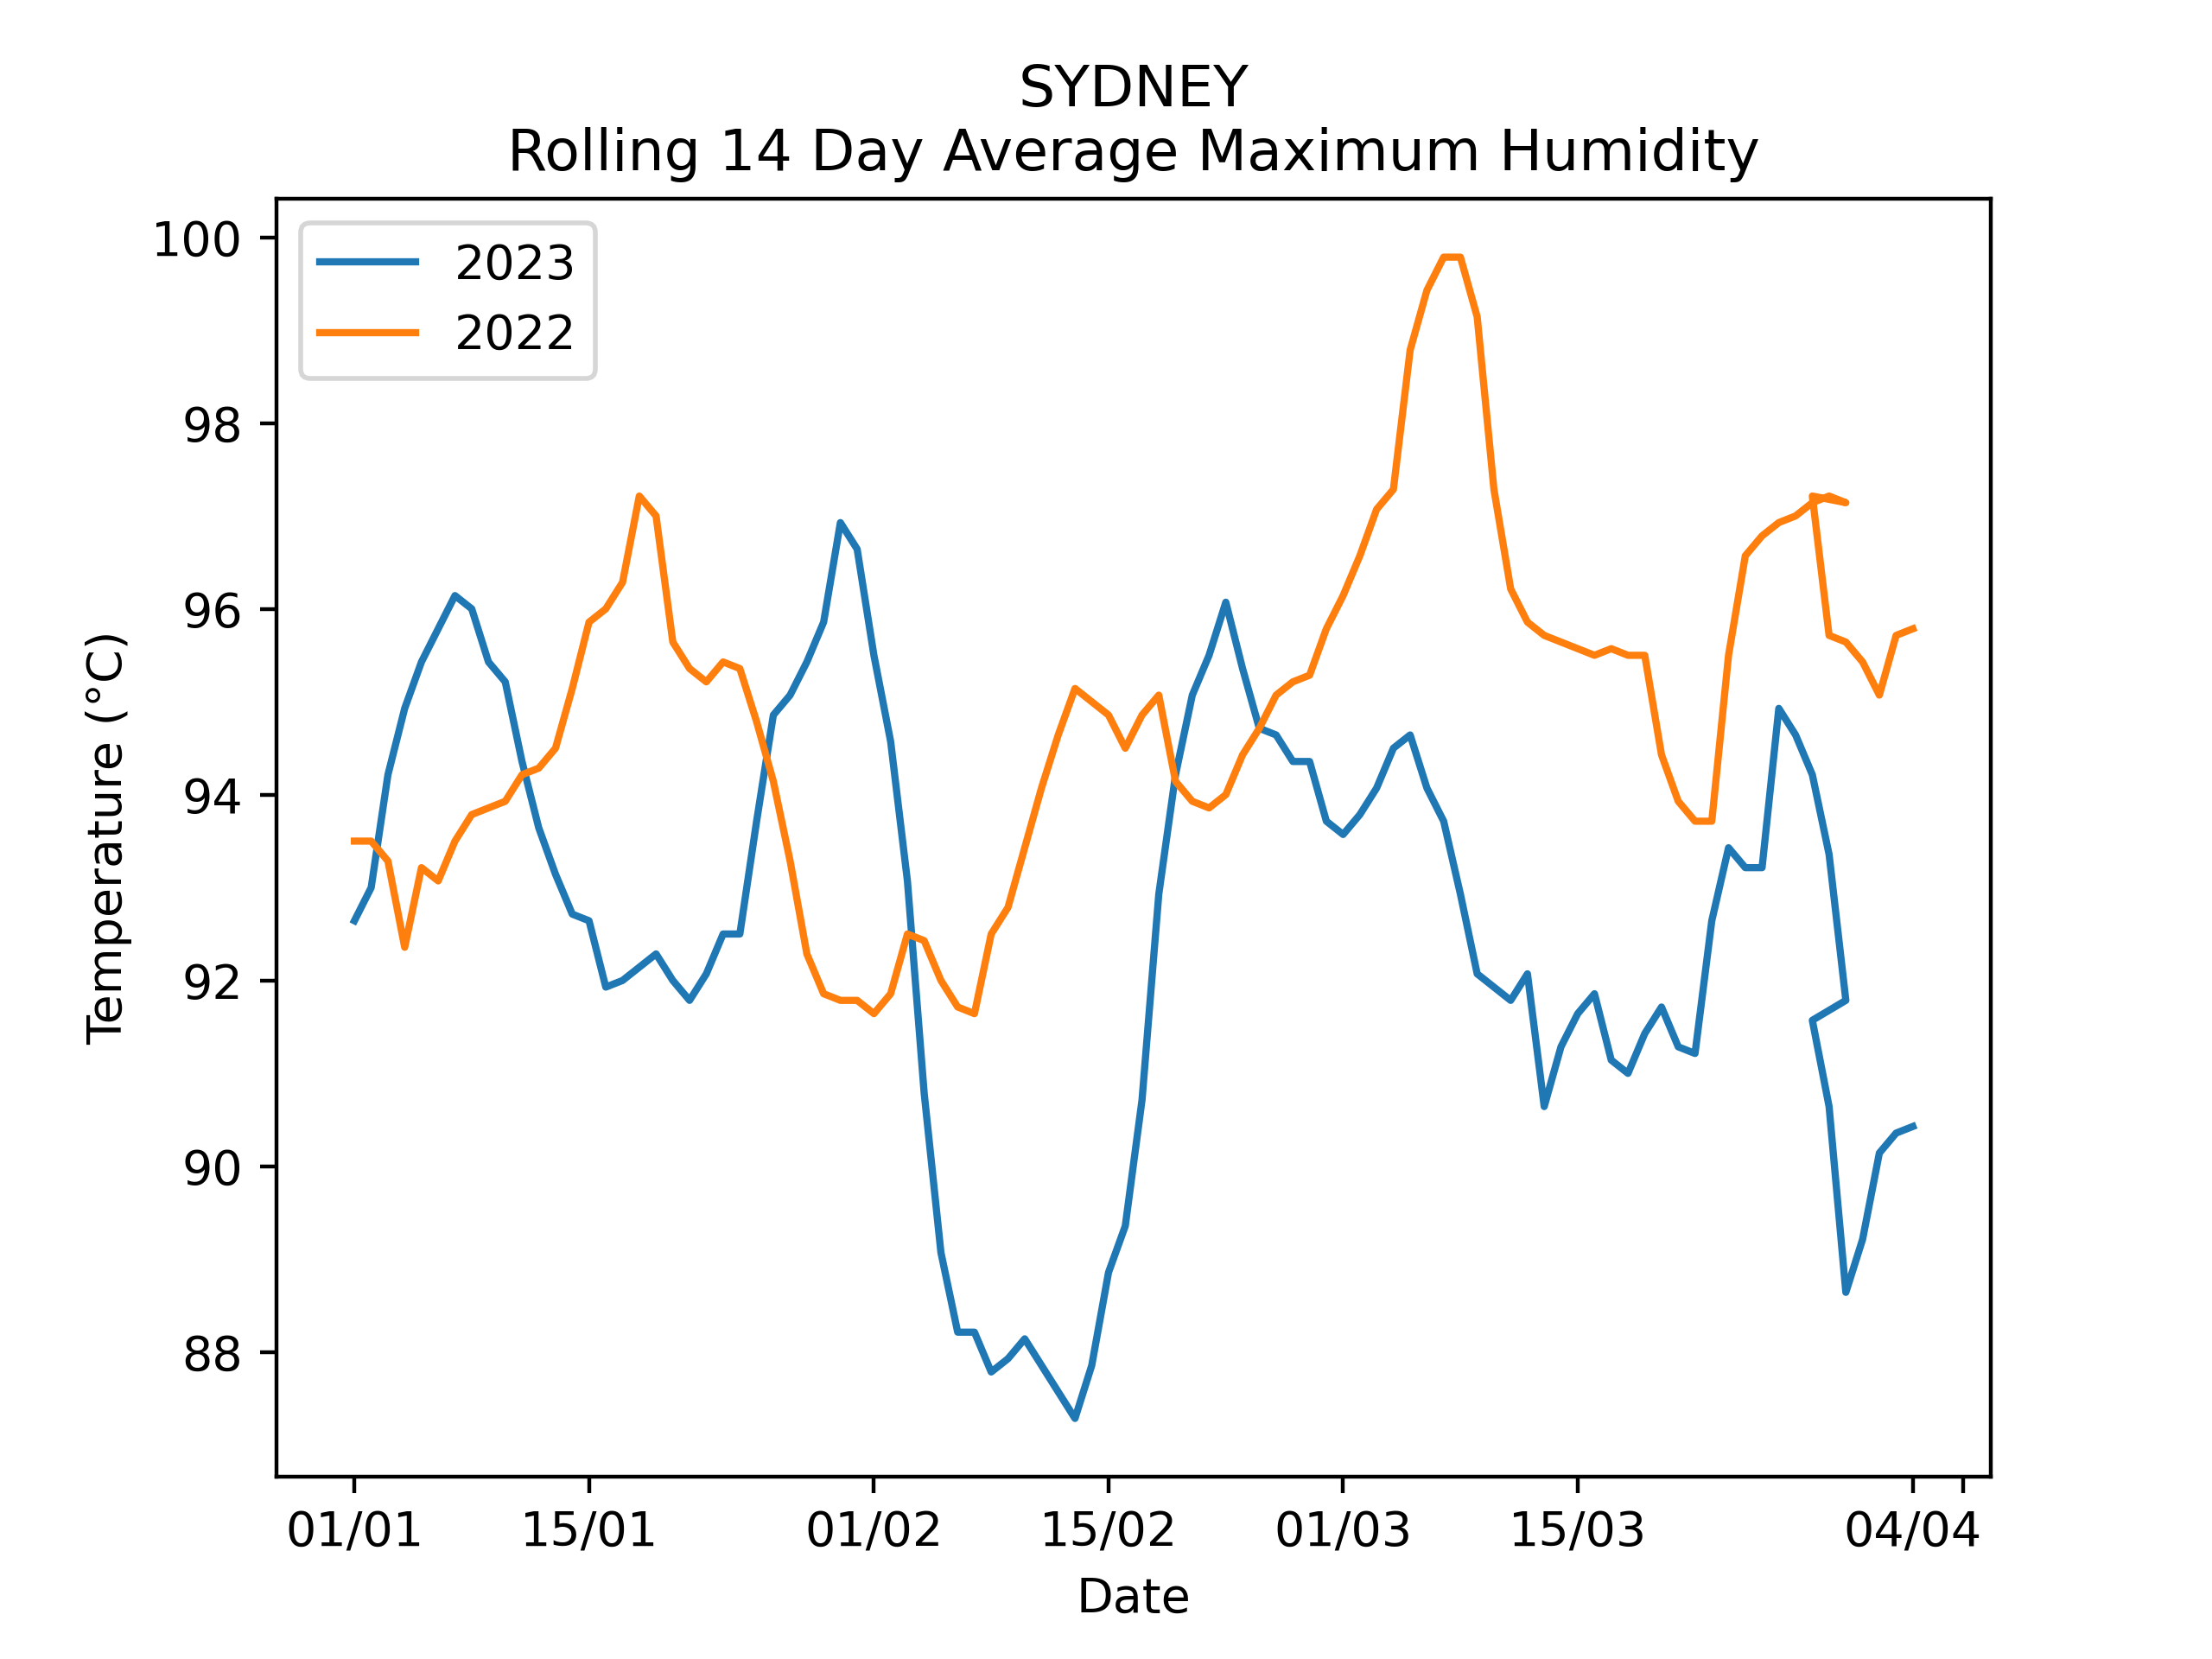 SYDNEY
Rolling 14 Day Average Maximum Humidity
2023
2022
100
98
96
94
92
90
88
Temperature (°C)
01/01 15/01 01/02 15/02 01/03 15/03 04/04
Date